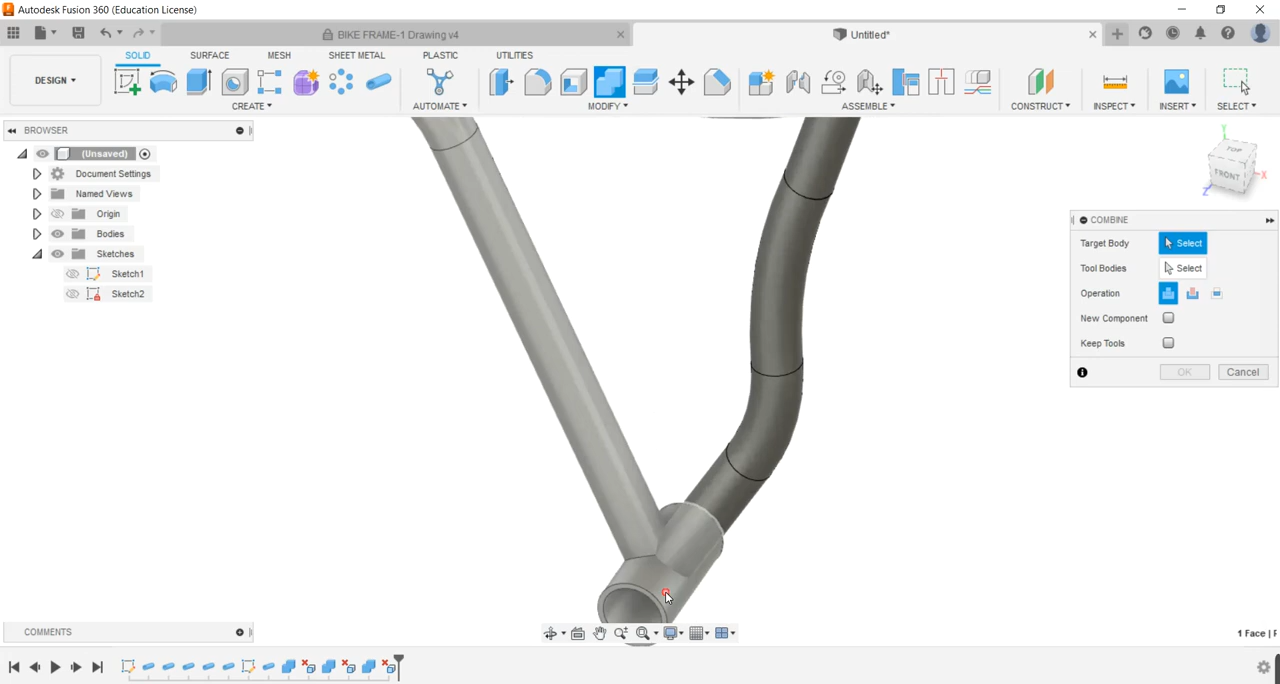 Autodesk Fusion 360 (Education License)
BIKE FRAME-1 Drawing v4
Untitled*
DESIGN
SOLID
SURFACE
MESH
SHEET METAL
PLASTIC
UTILITIES
CREATE
AUTOMATE
MODIFY
ASSEMBLE
CONSTRUCT
INSPECT
INSERT
SELECT
BROWSER
(Unsaved)
Document Settings
Named Views
Origin
Bodies
Sketches
Sketch1
Sketch2
TOP
FRONT
Y
X
Z
COMBINE
Target Body Select
Tool Bodies Select
Operation
New Component
Keep Tools
OK Cancel
COMMENTS
1 Face | F